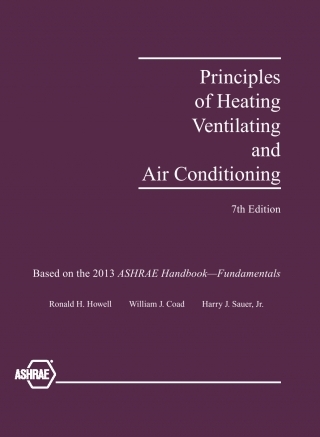 Principles
of Heating
Ventilating
and
Air Conditioning
7th Edition
Based on the 2013 ASHRAE Handbook—Fundamentals
Ronald H. Howell William J. Coad Harry J. Sauer, Jr.
ASHRAE